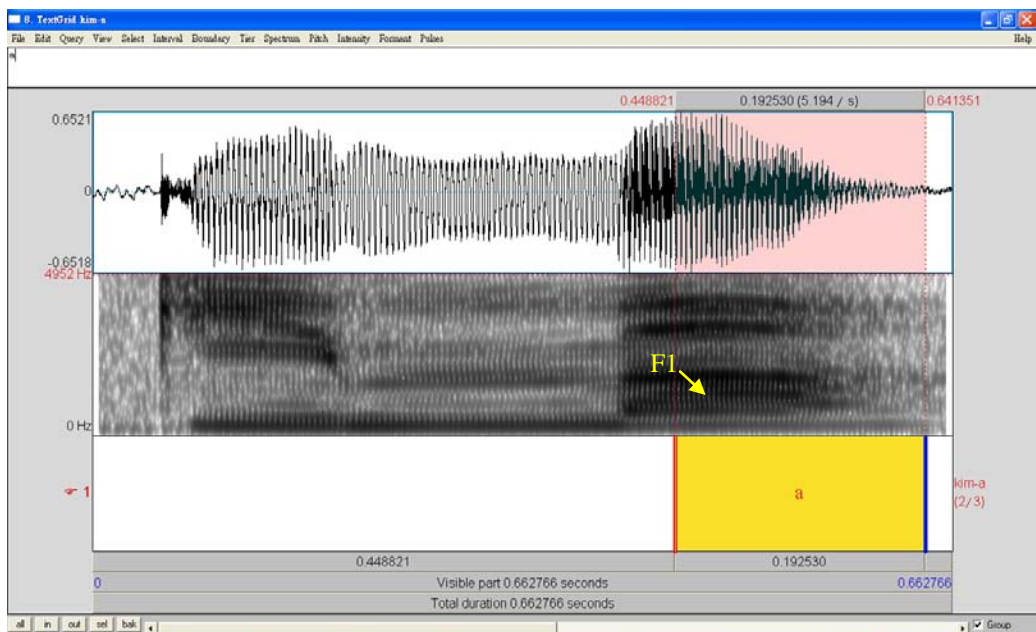 8. TextGrid kim-a
File Edit Query View Select Interval Boundary Tier Spectrum Pitch Intensity Formant Pulses Help
a
0.448821 0.192530 (5.194 / s) 0.641351
0.6521
0
-0.6518
4952 Hz
F1
0 Hz
1 a kim-a
(2/3)
0.448821 0.192530
0 Visible part 0.662766 seconds 0.662766
Total duration 0.662766 seconds
all in out sel bak Group